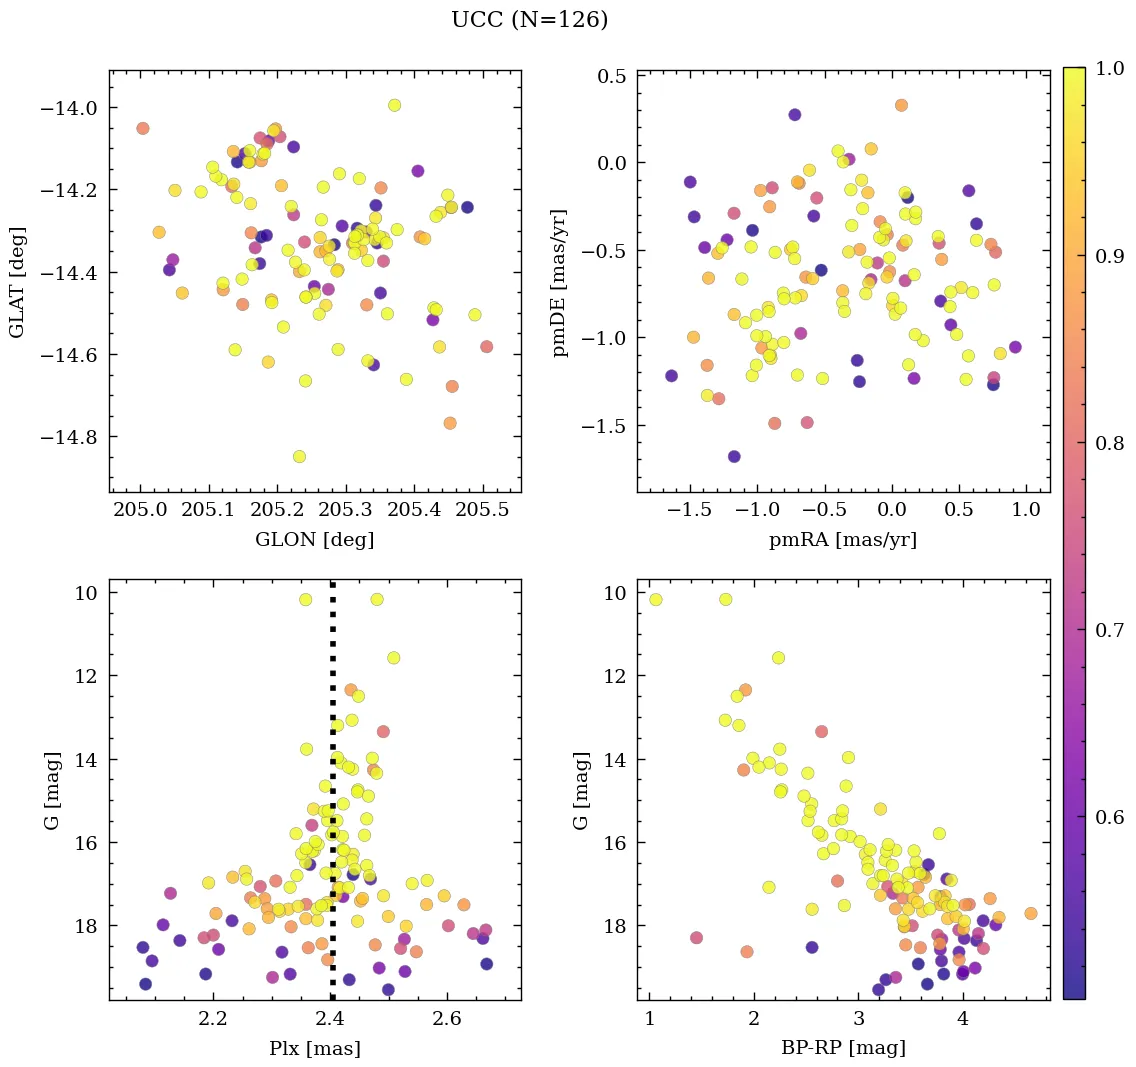 UCC (N=126)
−14.0
−14.2
−14.4
−14.6
−14.8
GLAT [deg]
205.0 205.1 205.2 205.3 205.4 205.5
GLON [deg]
0.5
0.0
−0.5
−1.0
−1.5
pmDE [mas/yr]
−1.5 −1.0 −0.5 0.0 0.5 1.0
pmRA [mas/yr]
10
12
14
16
18
G [mag]
2.2 2.4 2.6
Plx [mas]
10
12
14
16
18
G [mag]
1 2 3 4
BP-RP [mag]
1.0
0.9
0.8
0.7
0.6